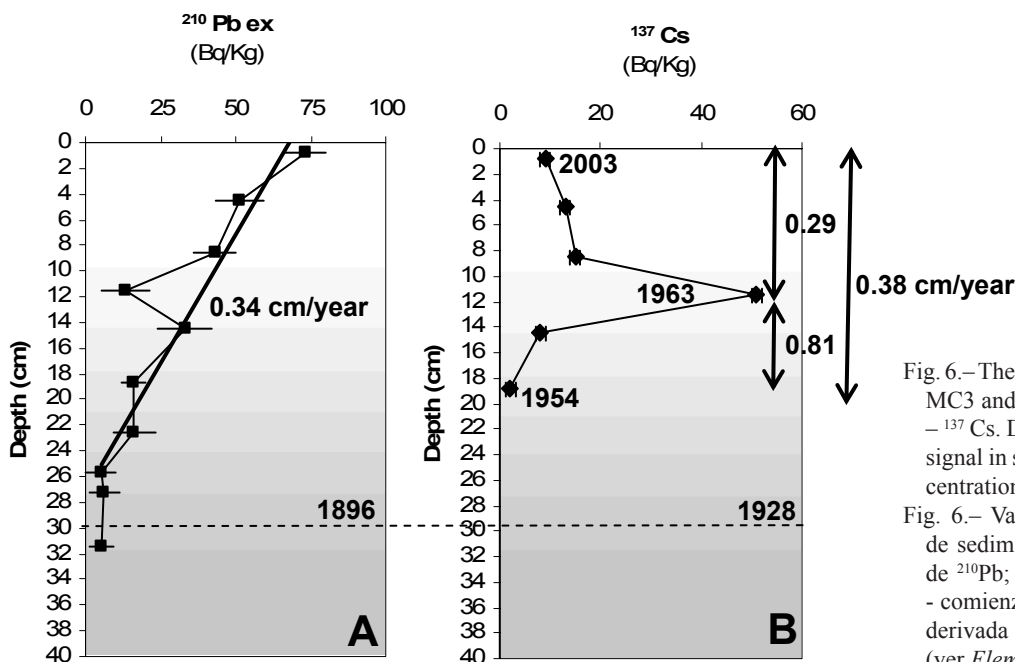 210 Pb ex
(Bq/Kg)
0 25 50 75 100
Depth (cm)
0
2
4
6
8
10
12
14
16
18
20
22
24
26
28
30
32
34
36
38
40
0.34 cm/year
1896
A
137 Cs
(Bq/Kg)
0 20 40 60
Depth (cm)
0
2
4
6
8
10
12
14
16
18
20
22
24
26
28
30
32
34
36
38
40
2003
0.29
1963
0.38 cm/year
0.81
1954
1928
B
Fig. 6.– The
MC3 and
– 137 Cs. D
signal in s
centration
Fig. 6.– Va
de sedim
de 210Pb;
- comienz
derivada
(ver Elem